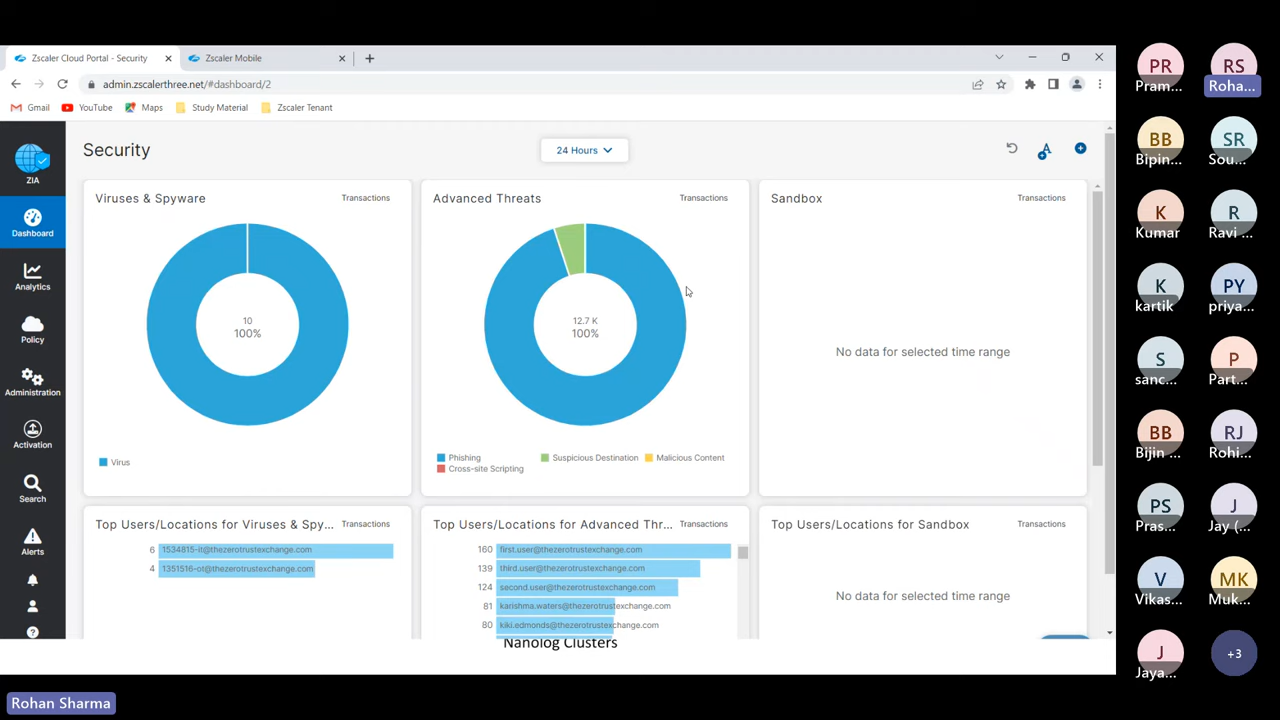 Zscaler Cloud Portal - Security
Zscaler Mobile
admin.zscalerthree.net/#dashboard/2
Gmail
YouTube
Maps
Study Material
Zscaler Tenant
ZIA
Dashboard
Analytics
Policy
Administration
Activation
Search
Alerts
Security
24 Hours
Viruses & Spyware
Transactions
10
100%
Virus
Advanced Threats
Transactions
12.7 K
100%
Phishing
Suspicious Destination
Malicious Content
Cross-site Scripting
Sandbox
Transactions
No data for selected time range
Top Users/Locations for Viruses & Spy...
Transactions
6 1534815-it@thezerotrustexchange.com
4 1351516-ot@thezerotrustexchange.com
Top Users/Locations for Advanced Thr...
Transactions
160 first.user@thezerotrustexchange.com
139 third.user@thezerotrustexchange.com
124 second.user@thezerotrustexchange.com
81 karishma.waters@thezerotrustexchange.com
80 kiki.edmonds@thezerotrustexchange.com
Top Users/Locations for Sandbox
Transactions
No data for selected time range
Nanolog Clusters
Rohan Sharma
PR
Pram...
RS
Roha...
BB
Bipin...
SR
Sou...
K
Kumar
R
Ravi ...
K
kartik
PY
priya...
S
sanc...
P
Part...
BB
Bijin ...
RJ
Rohi...
PS
Pras...
J
Jay (...
V
Vikas...
MK
Muk...
J
Jaya...
+3